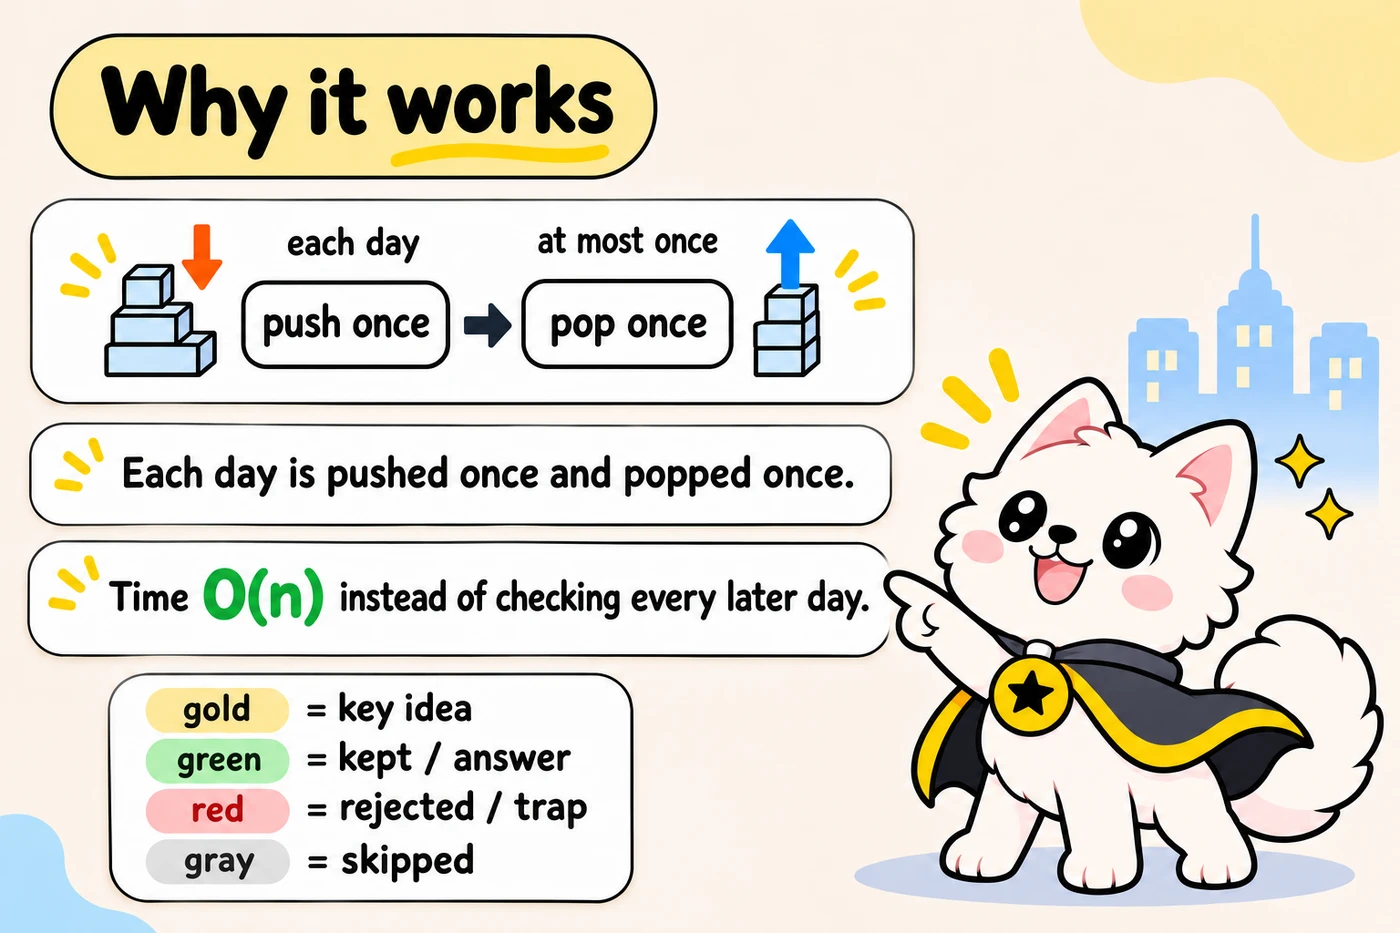 Why it works
each day
at most once
push once
pop once
Each day is pushed once and popped once.
Time O(n) instead of checking every later day.
gold = key idea
green = kept / answer
red = rejected / trap
gray = skipped